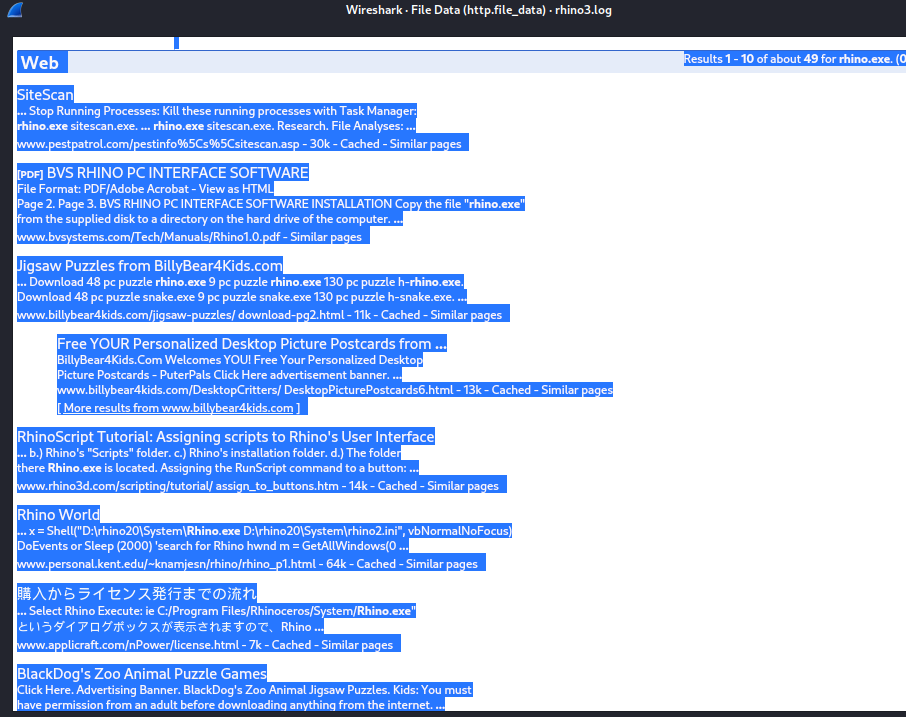 Wireshark · File Data (http.file_data) · rhino3.log
Web
Results 1 - 10 of about 49 for rhino.exe. (0
SiteScan
... Stop Running Processes: Kill these running processes with Task Manager:
rhino.exe sitescan.exe. ... rhino.exe sitescan.exe. Research. File Analyses: ...
www.pestpatrol.com/pestinfo%5Cs%5Csitescan.asp - 30k - Cached - Similar pages
[PDF] BVS RHINO PC INTERFACE SOFTWARE
File Format: PDF/Adobe Acrobat - View as HTML
Page 2. Page 3. BVS RHINO PC INTERFACE SOFTWARE INSTALLATION Copy the file "rhino.exe"
from the supplied disk to a directory on the hard drive of the computer. ...
www.bvsystems.com/Tech/Manuals/Rhino1.0.pdf - Similar pages
Jigsaw Puzzles from BillyBear4Kids.com
... Download 48 pc puzzle rhino.exe 9 pc puzzle rhino.exe 130 pc puzzle h-rhino.exe.
Download 48 pc puzzle snake.exe 9 pc puzzle snake.exe 130 pc puzzle h-snake.exe. ...
www.billybear4kids.com/jigsaw-puzzles/ download-pg2.html - 11k - Cached - Similar pages
Free YOUR Personalized Desktop Picture Postcards from ...
BillyBear4Kids.Com Welcomes YOU! Free Your Personalized Desktop
Picture Postcards - PuterPals Click Here advertisement banner. ...
www.billybear4kids.com/DesktopCritters/ DesktopPicturePostcards6.html - 13k - Cached - Similar pages
[ More results from www.billybear4kids.com ]
RhinoScript Tutorial: Assigning scripts to Rhino's User Interface
... b.) Rhino's "Scripts" folder. c.) Rhino's installation folder. d.) The folder
there Rhino.exe is located. Assigning the RunScript command to a button: ...
www.rhino3d.com/scripting/tutorial/ assign_to_buttons.htm - 14k - Cached - Similar pages
Rhino World
... x = Shell("D:\rhino20\System\Rhino.exe D:\rhino20\System\rhino2.ini", vbNormalNoFocus)
DoEvents or Sleep (2000) 'search for Rhino hwnd m = GetAllWindows(0 ...
www.personal.kent.edu/~knamjesn/rhino/rhino_p1.html - 64k - Cached - Similar pages
購入からライセンス発行までの流れ
... Select Rhino Execute: ie C:/Program Files/Rhinoceros/System/Rhino.exe"
というダイアログボックスが表示されますので、Rhino ...
www.applicraft.com/nPower/license.html - 7k - Cached - Similar pages
BlackDog's Zoo Animal Puzzle Games
Click Here. Advertising Banner. BlackDog's Zoo Animal Jigsaw Puzzles. Kids: You must
have permission from an adult before downloading anything from the internet. ...